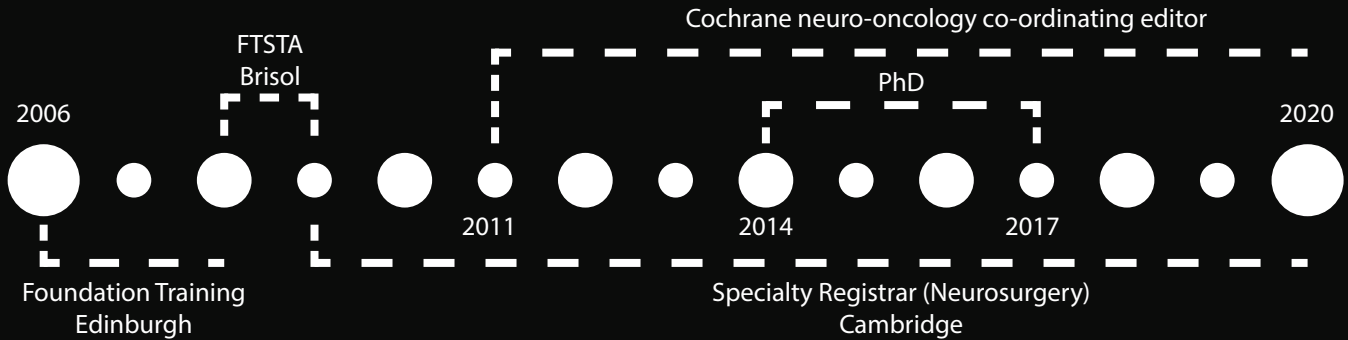 Cochrane neuro-oncology co-ordinating editor
FTSTA
Brisol
PhD
2006
2020
2011
2014
2017
Foundation Training
Edinburgh
Specialty Registrar (Neurosurgery)
Cambridge